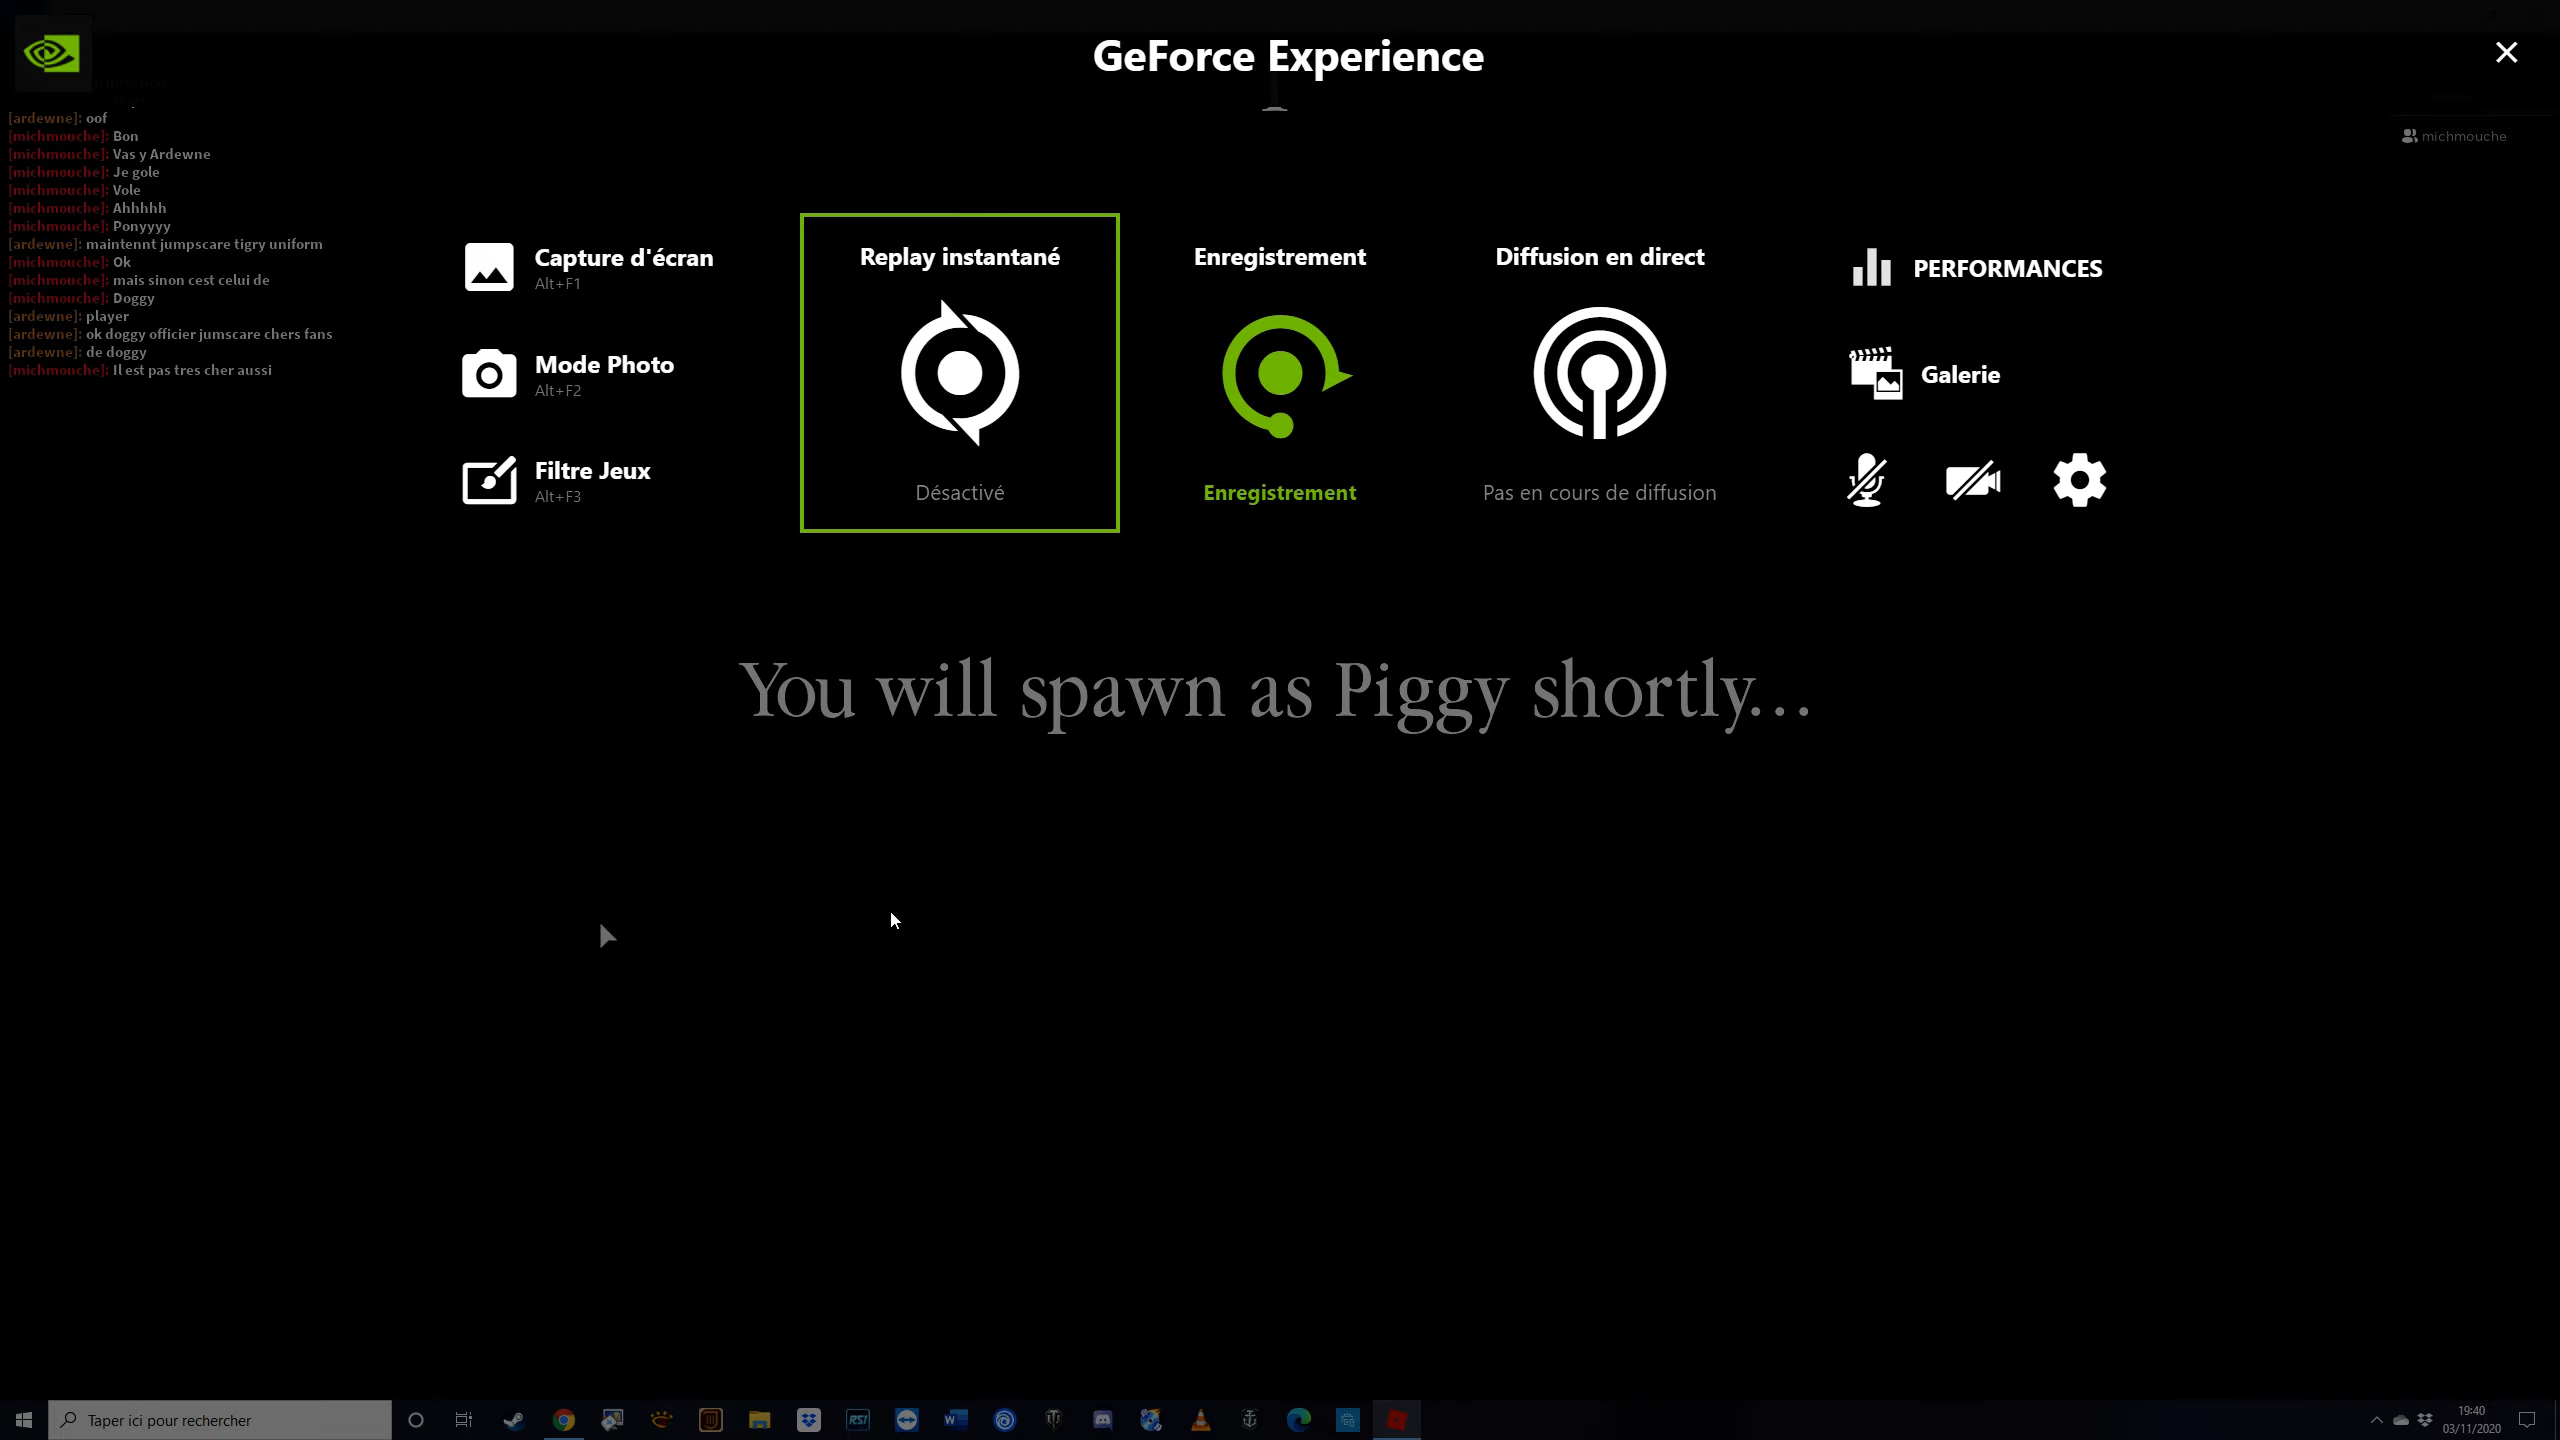 GeForce Experience
[ardewne]: oof
[michmouche]: Bon
[michmouche]: Vas y Ardewne
[michmouche]: Je gole
[michmouche]: Vole
[michmouche]: Ahhhhh
[michmouche]: Ponyyyy
[ardewne]: maintennt jumpscare tigry uniform
[michmouche]: Ok
[michmouche]: mais sinon cest celui de
[michmouche]: Doggy
[ardewne]: player
[ardewne]: ok doggy officier jumscare chers fans
[ardewne]: de doggy
[michmouche]: Il est pas tres cher aussi
michmouche
Capture d'écran
Alt+F1
Mode Photo
Alt+F2
Filtre Jeux
Alt+F3
Replay instantané
Désactivé
Enregistrement
Enregistrement
Diffusion en direct
Pas en cours de diffusion
PERFORMANCES
Galerie
You will spawn as Piggy shortly...
Taper ici pour rechercher
RSI
W
19:40
03/11/2020